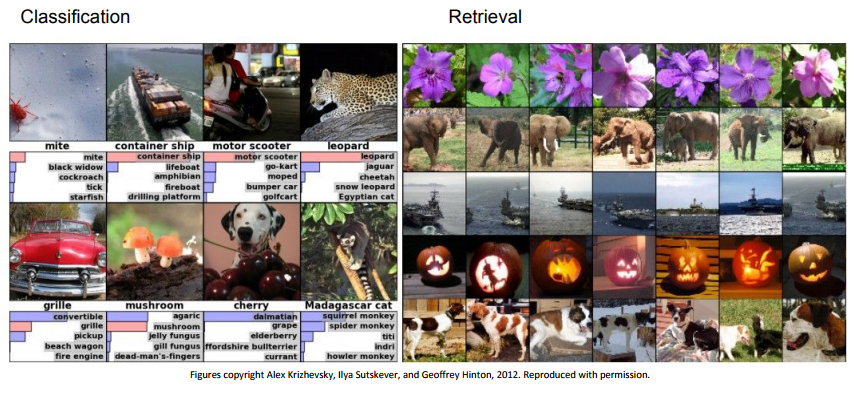 Classification
Retrieval
mite
container ship
motor scooter
leopard
mite
black widow
cockroach
tick
starfish
container ship
lifeboat
amphibian
fireboat
drilling platform
motor scooter
go-kart
moped
bumper car
golfcart
leopard
jaguar
cheetah
snow leopard
Egyptian cat
grille
mushroom
cherry
Madagascar cat
convertible
grille
pickup
beach wagon
fire engine
agaric
mushroom
jelly fungus
gill fungus
dead-man's-fingers
dalmatian
grape
elderberry
ffordshire bullterrier
currant
squirrel monkey
spider monkey
titi
indri
howler monkey
Figures copyright Alex Krizhevsky, Ilya Sutskever, and Geoffrey Hinton, 2012. Reproduced with permission.